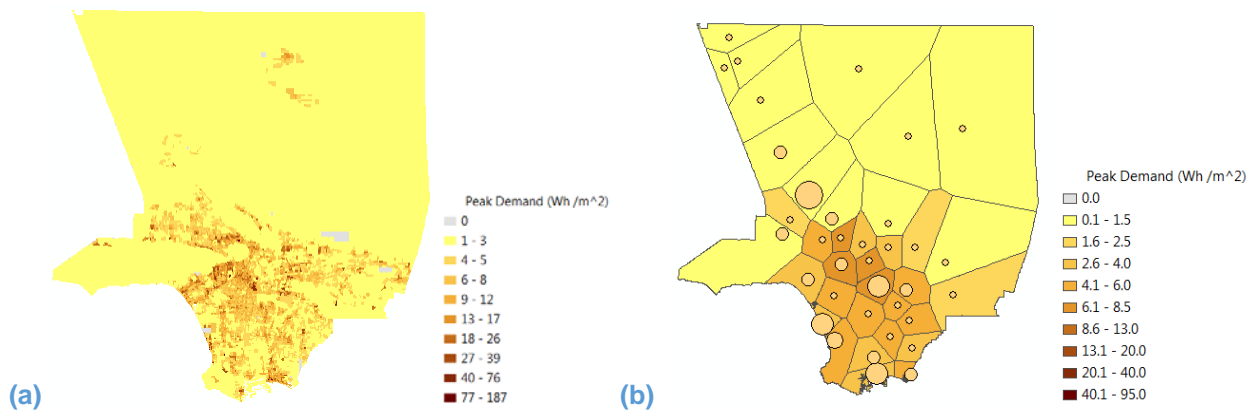 Peak Demand (Wh /m^2)
0
1 - 3
4 - 5
6 - 8
9 - 12
13 - 17
18 - 26
27 - 39
40 - 76
77 - 187
(a)
Peak Demand (Wh /m^2)
0.0
0.1 - 1.5
1.6 - 2.5
2.6 - 4.0
4.1 - 6.0
6.1 - 8.5
8.6 - 13.0
13.1 - 20.0
20.1 - 40.0
40.1 - 95.0
(b)